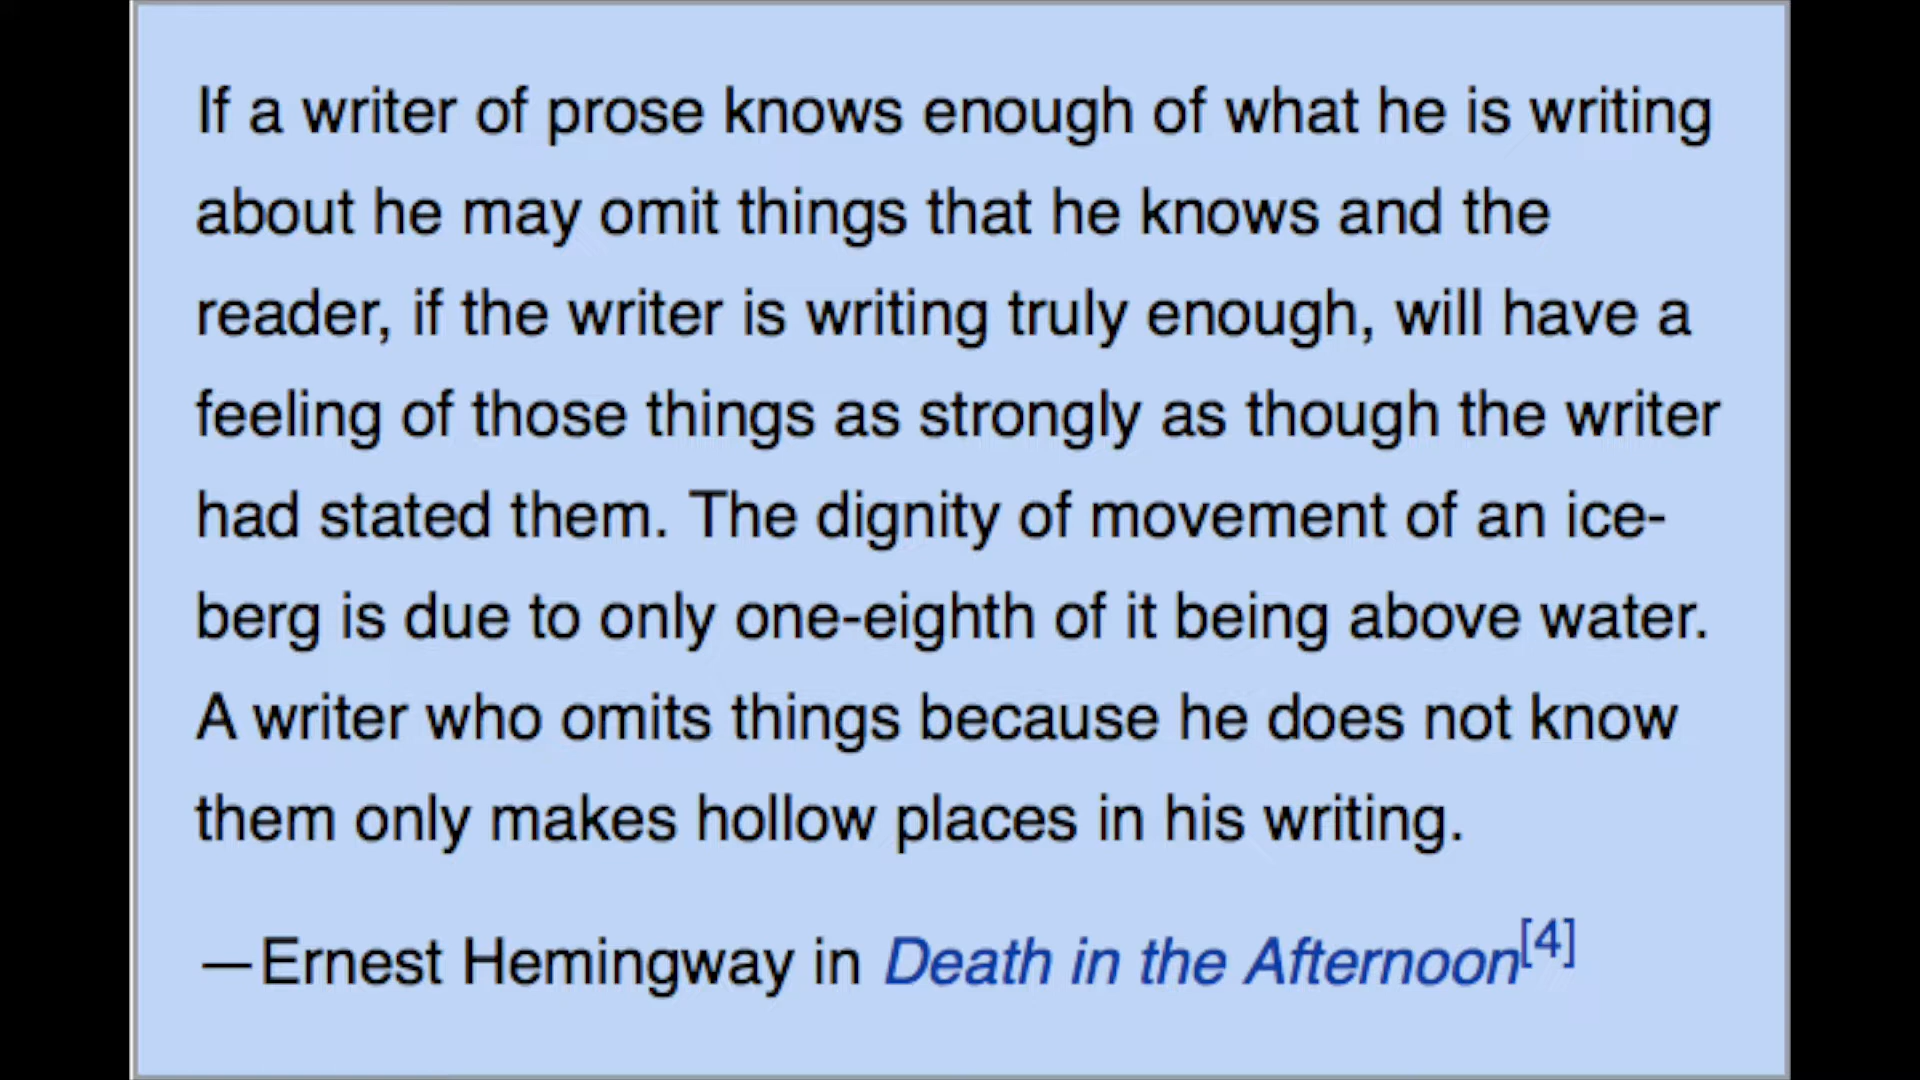 If a writer of prose knows enough of what he is writing
about he may omit things that he knows and the
reader, if the writer is writing truly enough, will have a
feeling of those things as strongly as though the writer
had stated them. The dignity of movement of an ice-
berg is due to only one-eighth of it being above water.
A writer who omits things because he does not know
them only makes hollow places in his writing.
—Ernest Hemingway in Death in the Afternoon[4]